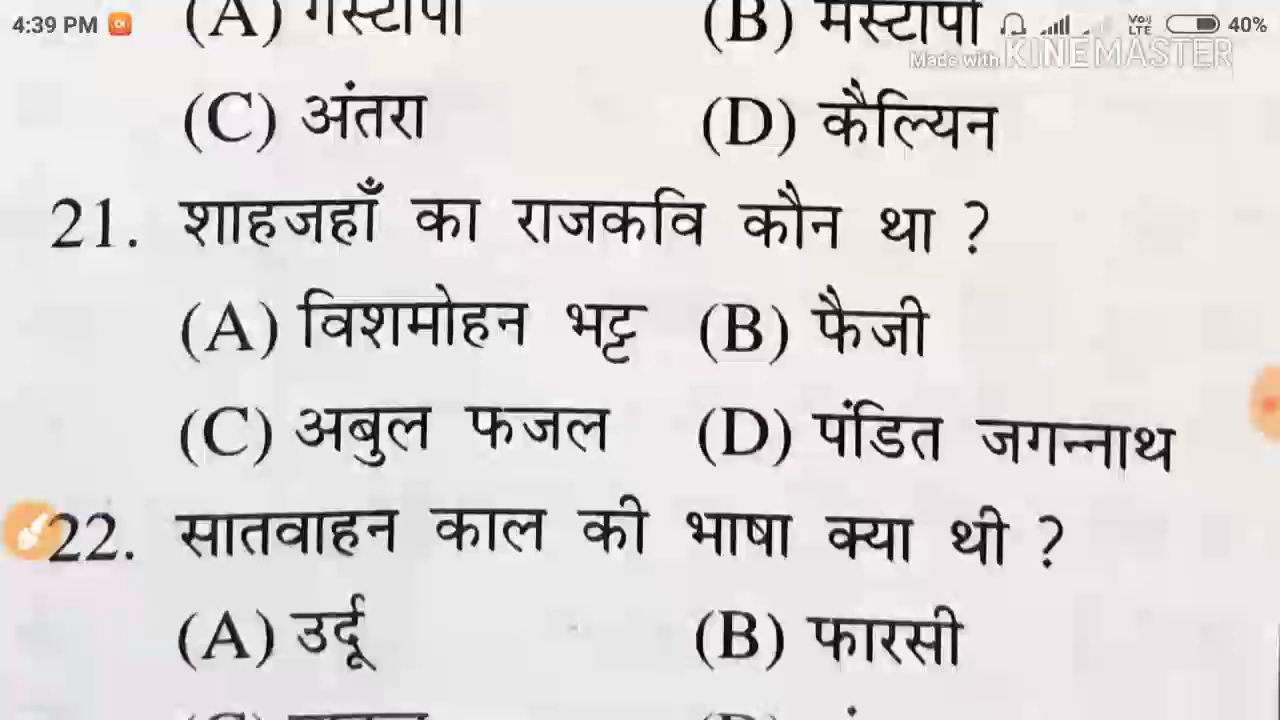 4:39 PM 40%
(A) गेस्टापो (B) मेस्टापो
Made with KINEMASTER
(C) अंतरा (D) कैल्यिन
21. शाहजहाँ का राजकवि कौन था ?
(A) विशमोहन भट्ट (B) फैजी
(C) अबुल फजल (D) पंडित जगन्नाथ
22. सातवाहन काल की भाषा क्या थी ?
(A) उर्दू (B) फारसी